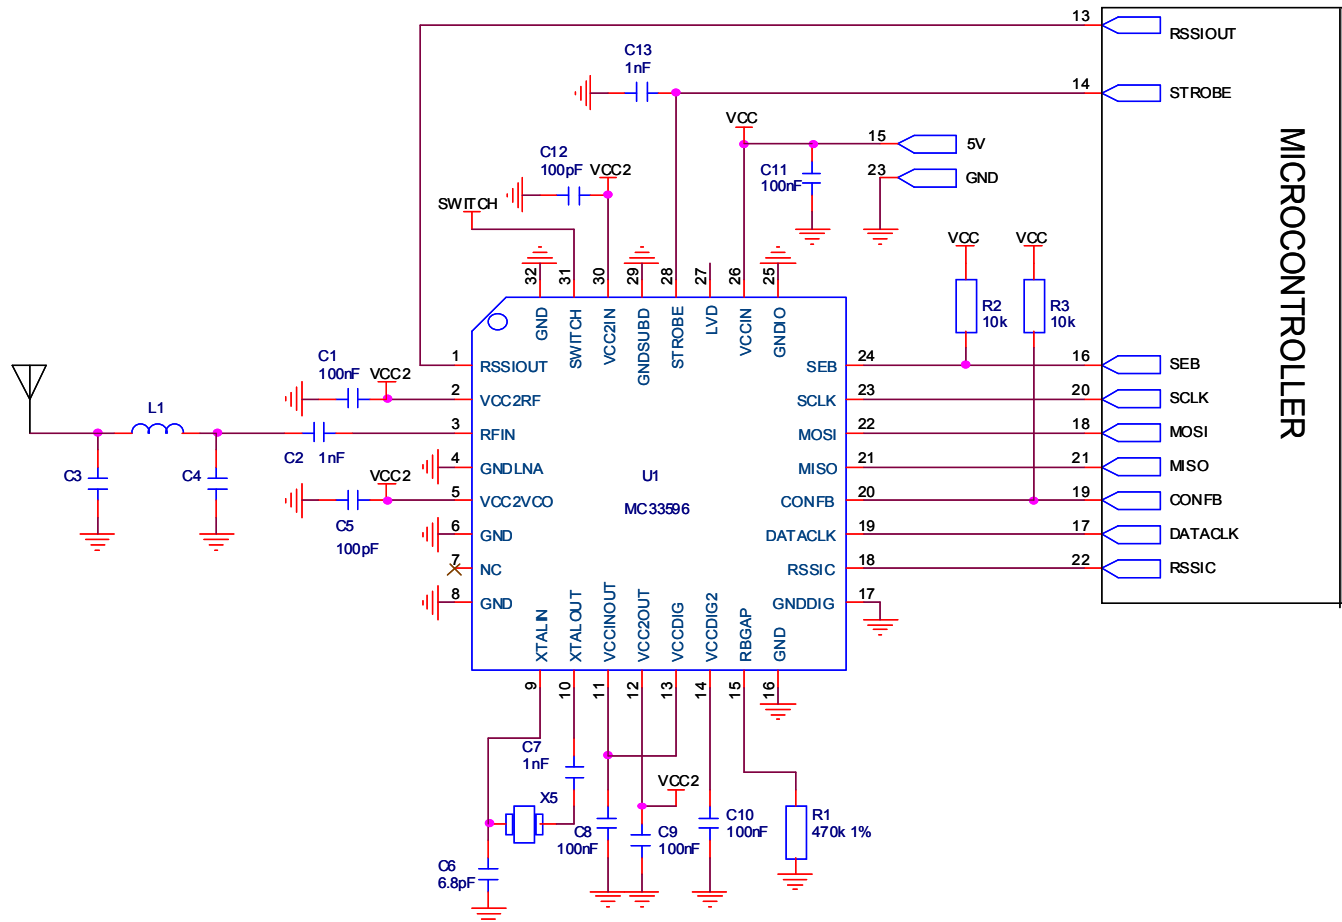 13
RSSIOUT
C13
1nF
14
STROBE
VCC
15
5V
C12
100pF
VCC2
C11
100nF
23
GND
SWITCH
MICROCONTROLLER
VCC
VCC
32
31
30
29
28
27
26
25
R2
10k
R3
10k
GND
SWITCH
VCC2IN
GNDSUBD
STROBE
LVD
VCCIN
GNDIO
C1
100nF
VCC2
1
RSSIOUT
SEB
24
16
SEB
2
VCC2RF
SCLK
23
20
SCLK
L1
C2
1nF
3
RFIN
MOSI
22
18
MOSI
C3
C4
VCC2
4
GNDLNA
U1
MISO
21
21
MISO
C5
100pF
5
VCC2VCO
MC33596
CONFB
20
19
CONFB
6
GND
DATACLK
19
17
DATACLK
7
NC
RSSIC
18
22
RSSIC
8
GND
GNDDIG
17
XTALIN
XTALOUT
VCCINOUT
VCC2OUT
VCCDIG
VCCDIG2
RBGAP
GND
9
10
11
12
13
14
15
16
C7
1nF
VCC2
X5
C8
100nF
C9
100nF
C10
100nF
R1
470k 1%
C6
6.8pF